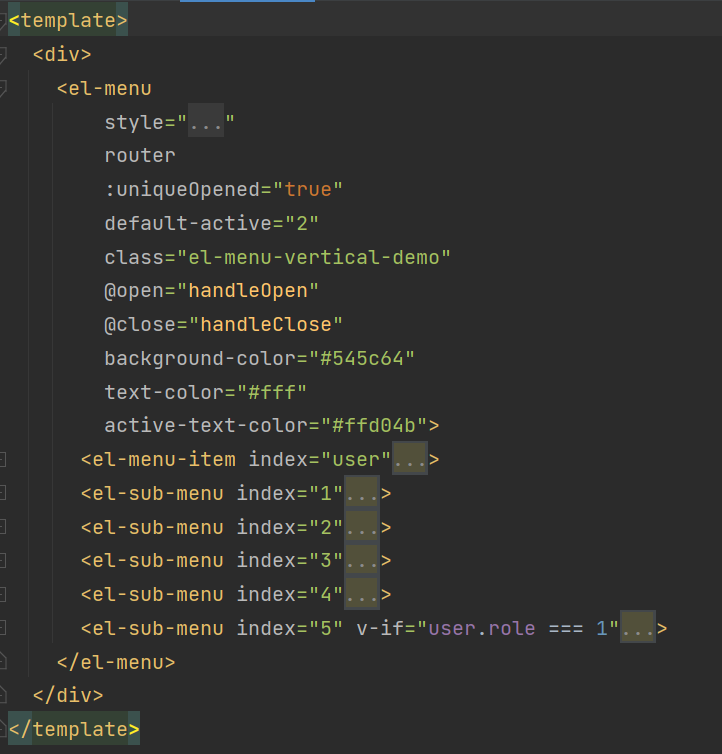 <template>
<div>
<el-menu
style="..."
router
:uniqueOpened="true"
default-active="2"
class="el-menu-vertical-demo"
@open="handleOpen"
@close="handleClose"
background-color="#545c64"
text-color="#fff"
active-text-color="#ffd04b">
<el-menu-item index="user"...>
<el-sub-menu index="1"...>
<el-sub-menu index="2"...>
<el-sub-menu index="3"...>
<el-sub-menu index="4"...>
<el-sub-menu index="5" v-if="user.role === 1"...>
</el-menu>
</div>
</template>